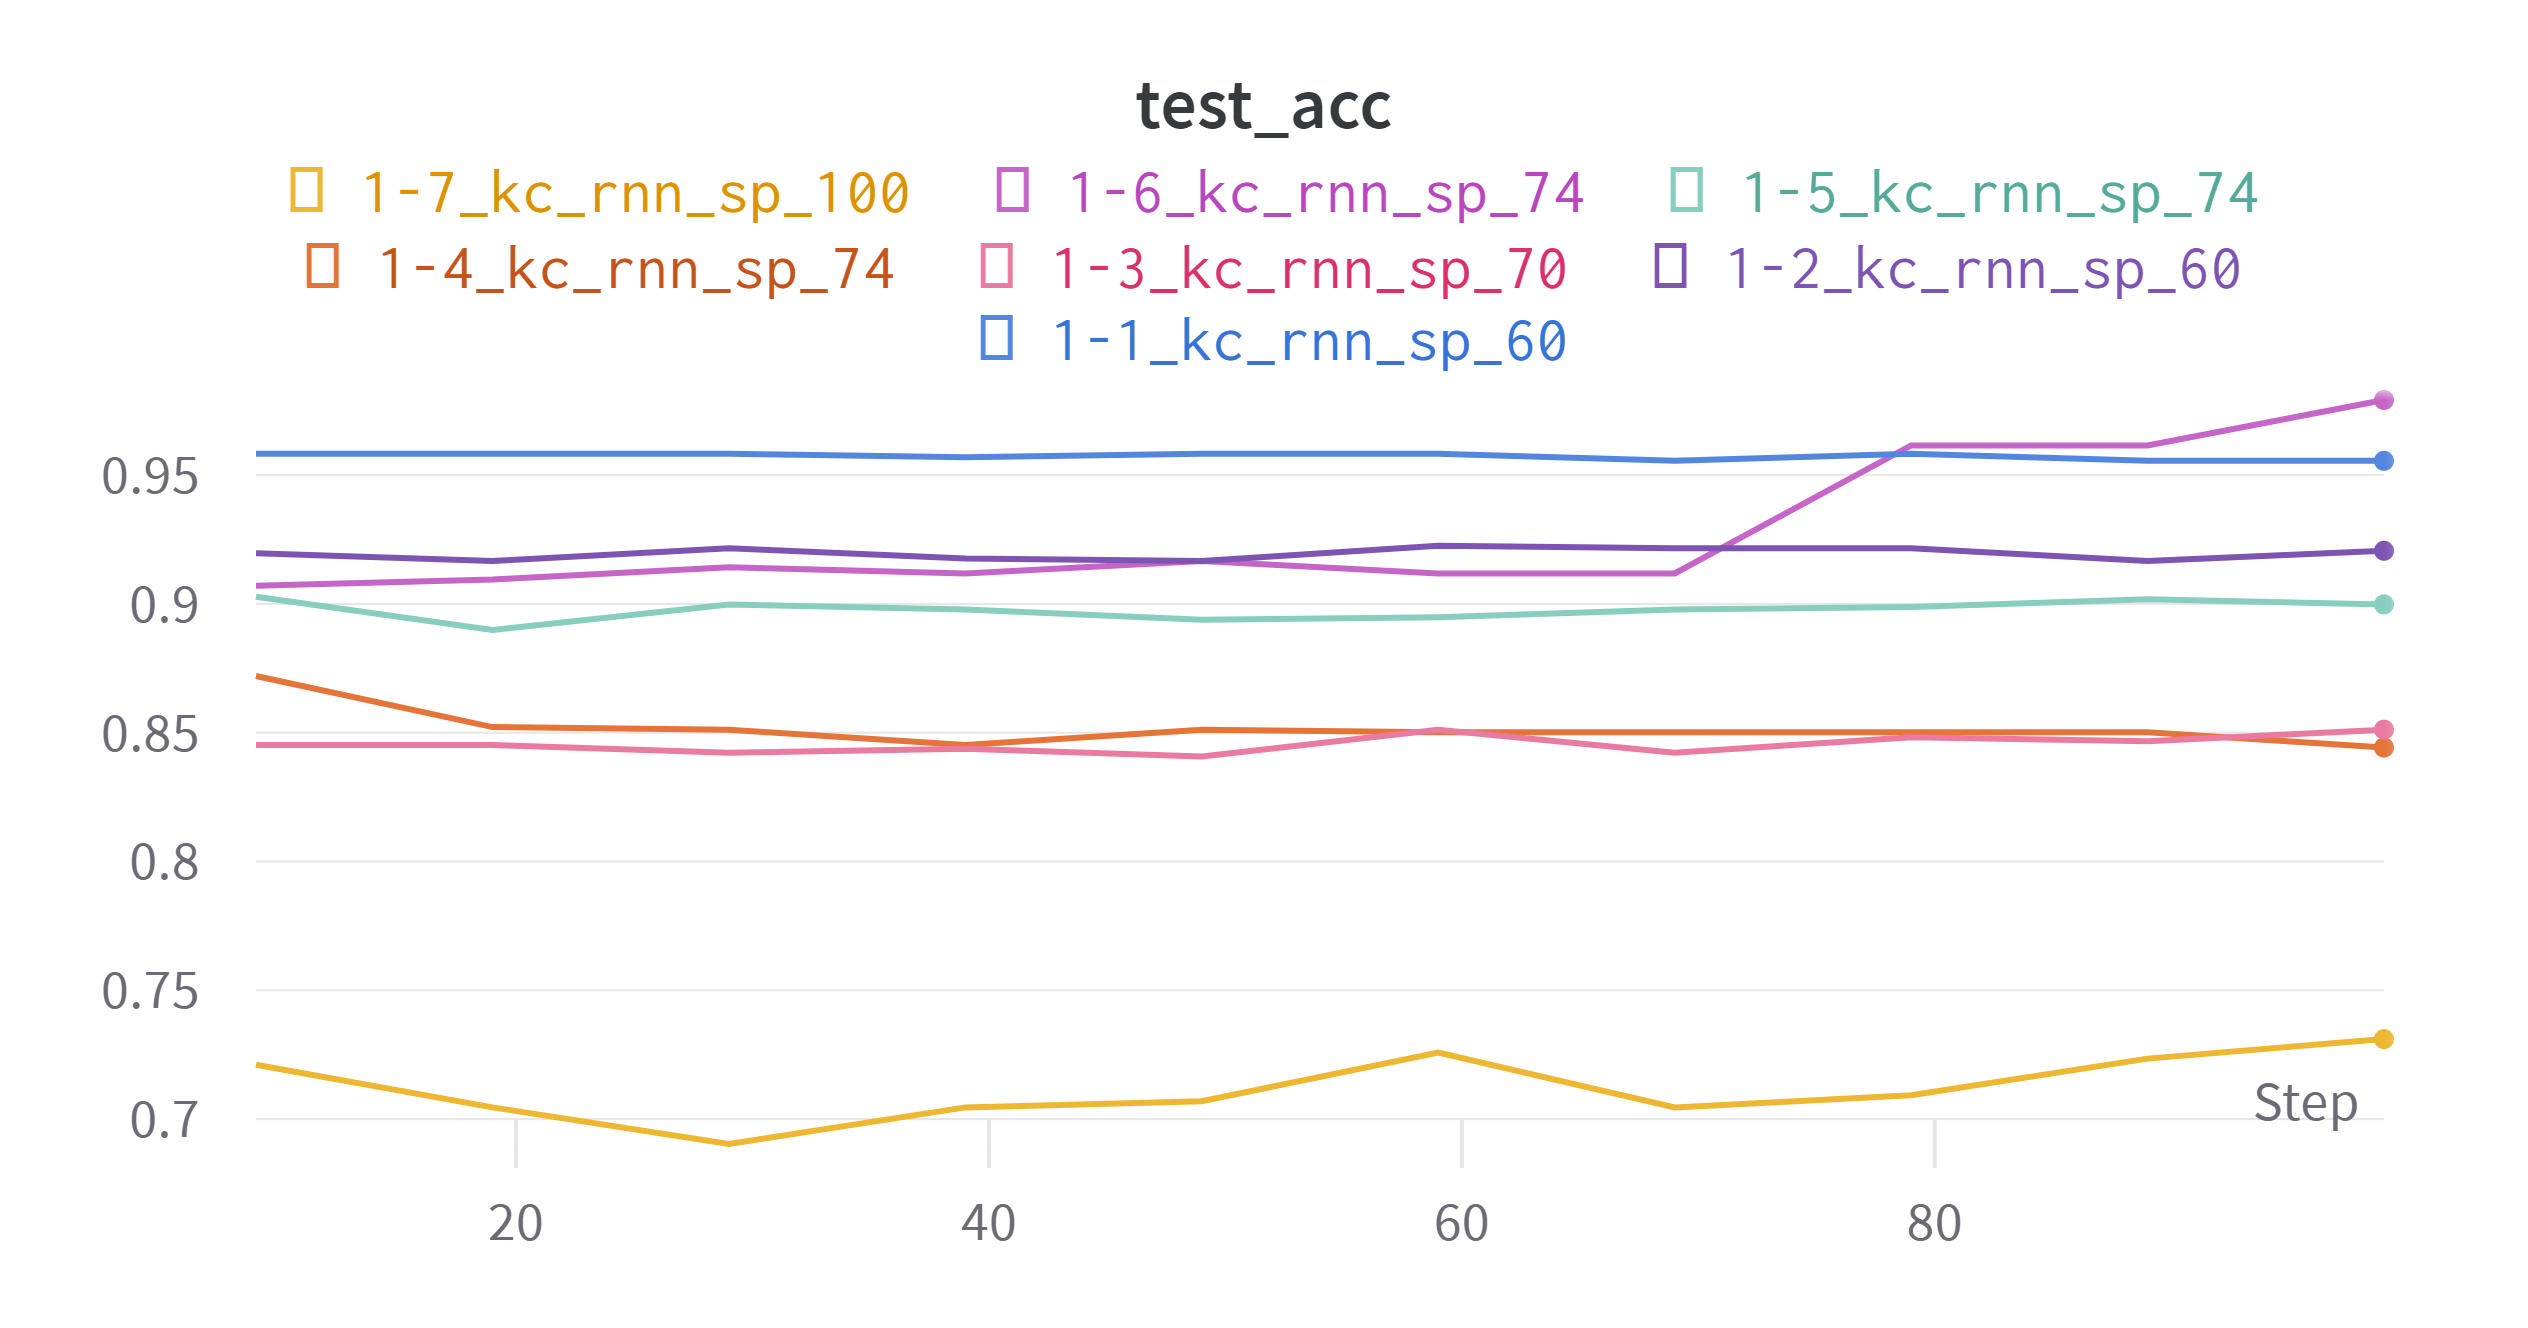 test_acc
1-7_kc_rnn_sp_100 1-6_kc_rnn_sp_74 1-5_kc_rnn_sp_74
1-4_kc_rnn_sp_74 1-3_kc_rnn_sp_70 1-2_kc_rnn_sp_60
1-1_kc_rnn_sp_60
0.95
0.9
0.85
0.8
0.75
0.7
Step
20 40 60 80